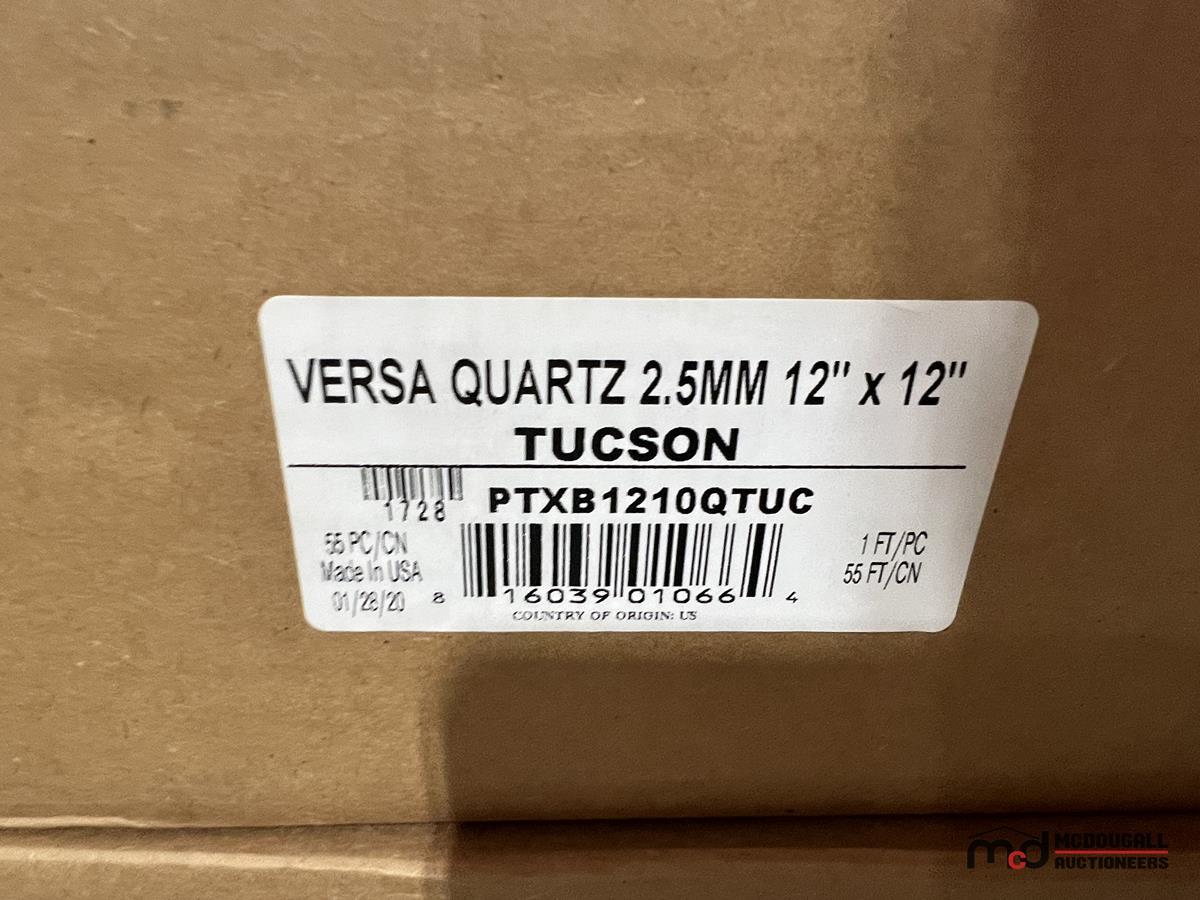 VERSA QUARTZ 2.5MM 12" x 12"
TUCSON
1728
PTXB1210QTUC
55 PC/CN
Made In USA
01/28/20
1 FT/PC
55 FT/CN
8 16039 01066 4
COUNTRY OF ORIGIN: US
mcd MCDOUGALL
AUCTIONEERS